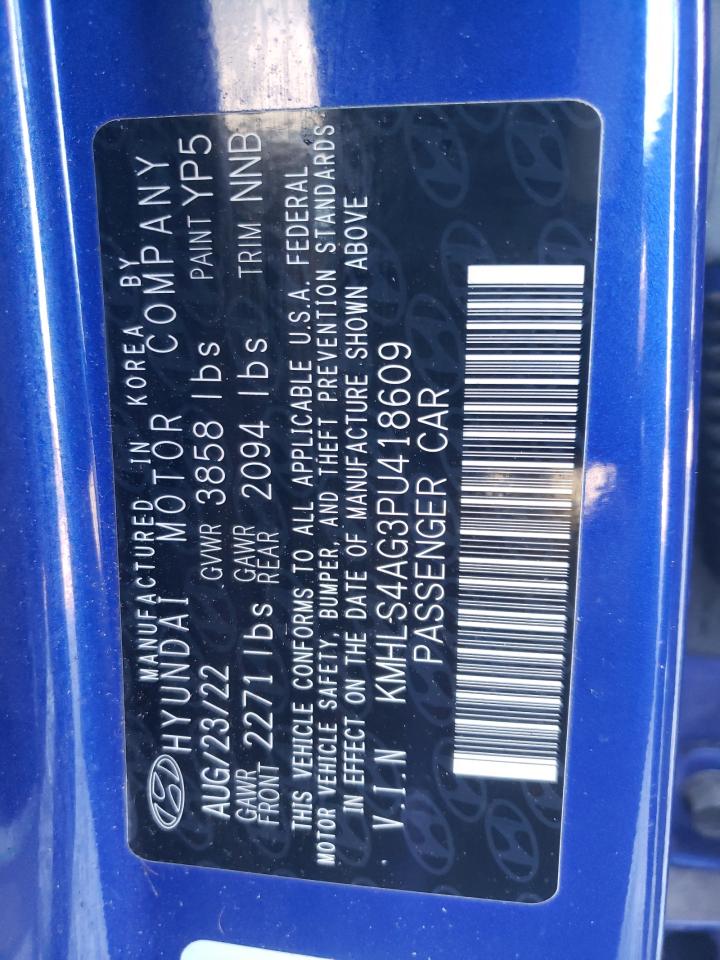 MANUFACTURED IN KOREA BY
HYUNDAI MOTOR COMPANY
AUG/23/22 GVWR 3858 lbs PAINT YP5
GAWR FRONT 2271 lbs GAWR REAR 2094 lbs TRIM NNB
THIS VEHICLE CONFORMS TO ALL APPLICABLE U.S.A. FEDERAL
MOTOR VEHICLE SAFETY, BUMPER, AND THEFT PREVENTION STANDARDS
IN EFFECT ON THE DATE OF MANUFACTURE SHOWN ABOVE
V.I.N KMHLS4AG3PU418609
PASSENGER CAR